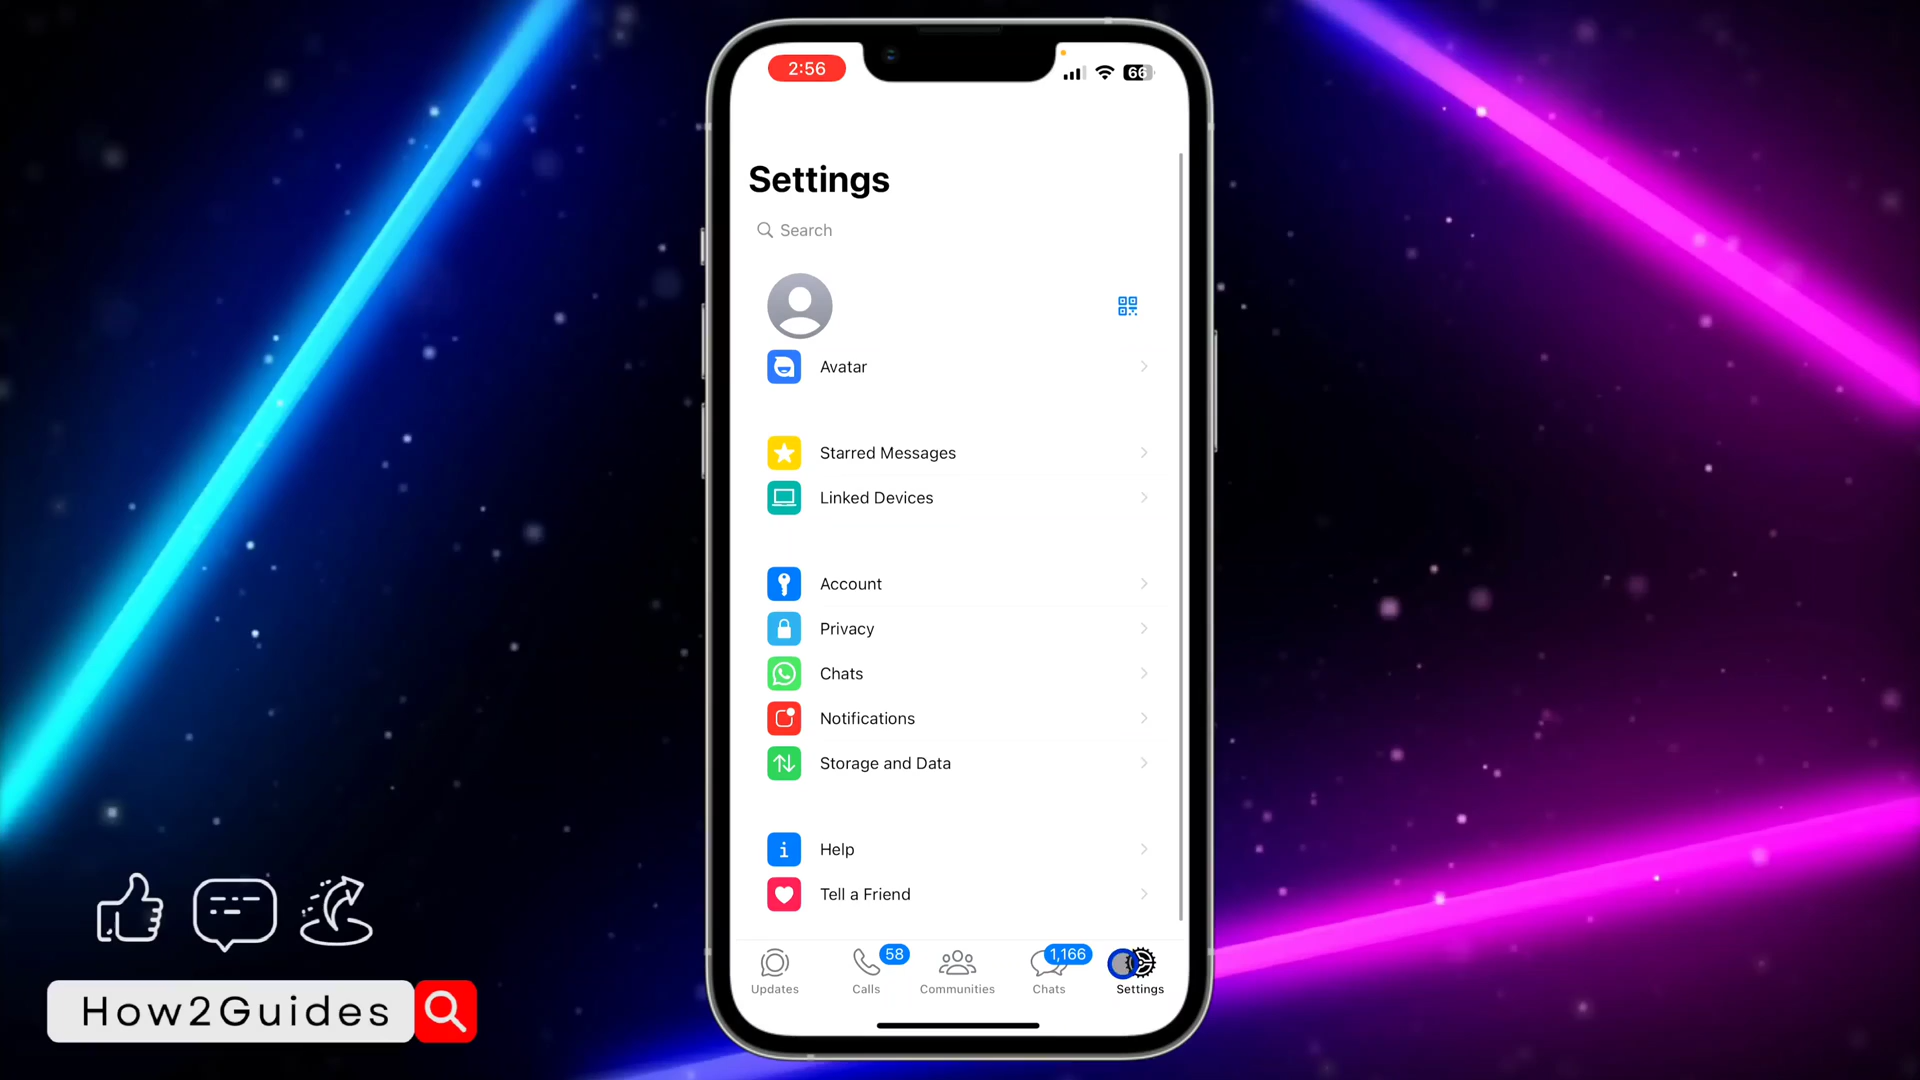 2:56
66
Settings
Search
Avatar
Starred Messages
Linked Devices
Account
Privacy
Chats
Notifications
Storage and Data
Help
Tell a Friend
58
1,166
Updates
Calls
Communities
Chats
Settings
How2Guides